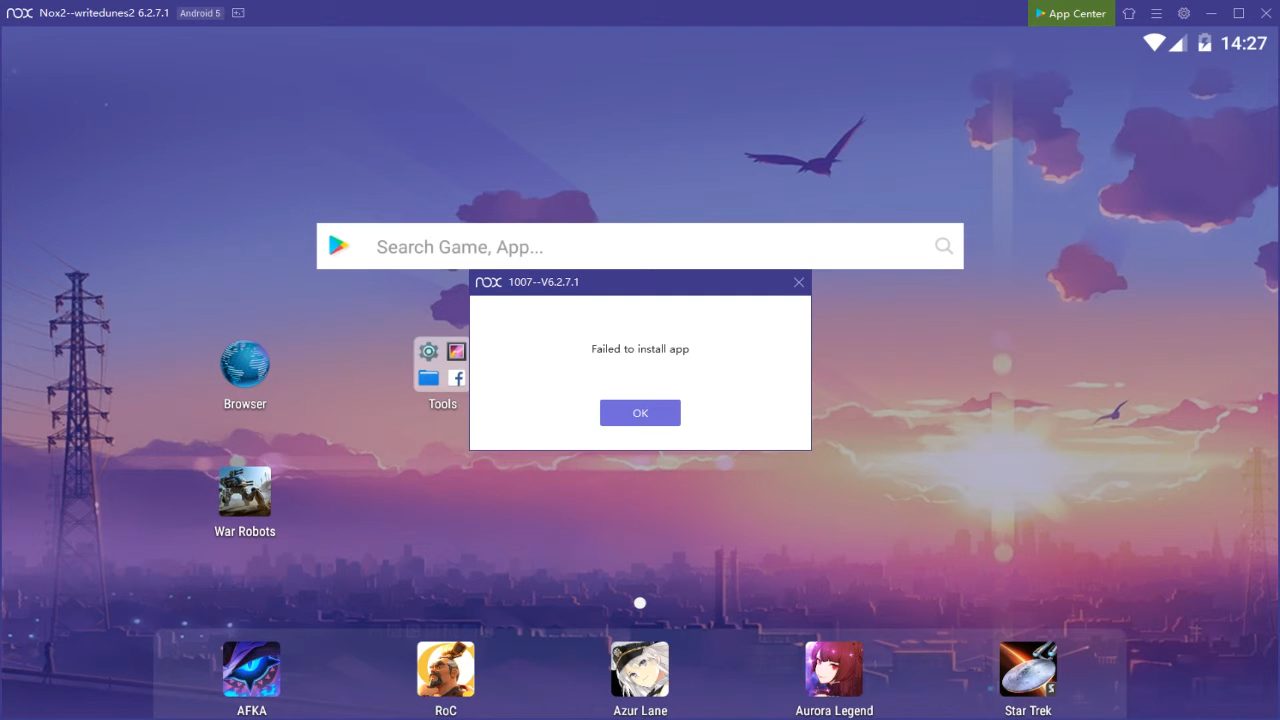 nox Nox2--writedunes2 6.2.7.1 Android 5 App Center
14:27
Search Game, App...
nox 1007--V6.2.7.1
Failed to install app
OK
Browser
Tools
War Robots
AFKA
RoC
Azur Lane
Aurora Legend
Star Trek